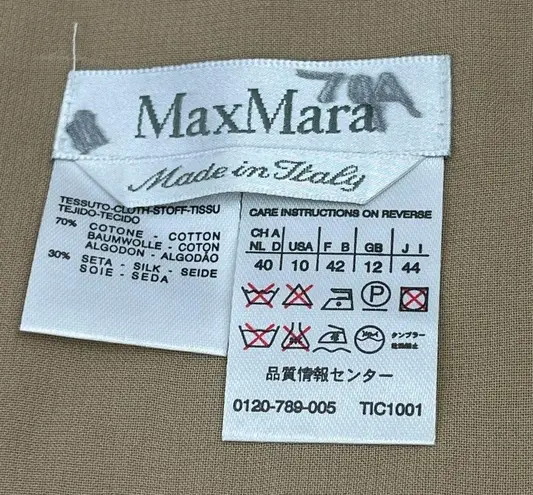 78A
MaxMara
Made in Italy
TESSUTO-CLOTH-STOFF-TISSU
TEJIDO-TECIDO
70% COTONE - COTTON
BAUMWOLLE - COTON
ALGODON - ALGODÃO
30% SETA - SILK - SEIDE
SOIE - SEDA
CARE INSTRUCTIONS ON REVERSE
CH A USA F B GB J I
NL D
40 10 42 12 44
P
タンブラー
乾燥禁止
品質情報センター
0120-789-005 TIC1001